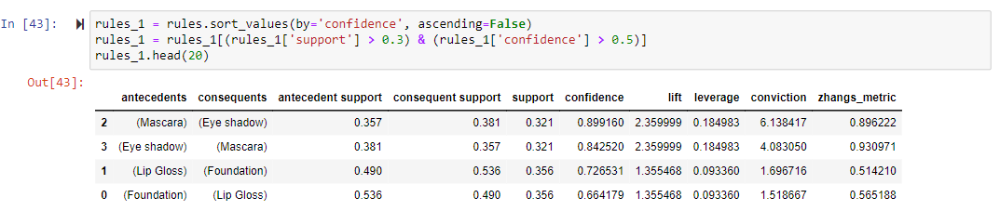 In [43]: rules_1 = rules.sort_values(by='confidence', ascending=False)
rules_1 = rules_1[(rules_1['support'] > 0.3) & (rules_1['confidence'] > 0.5)]
rules_1.head(20)
Out[43]:
antecedents consequents antecedent support consequent support support confidence lift leverage conviction zhangs_metric
2 (Mascara) (Eye shadow) 0.357 0.381 0.321 0.899160 2.359999 0.184983 6.138417 0.896222
3 (Eye shadow) (Mascara) 0.381 0.357 0.321 0.842520 2.359999 0.184983 4.083050 0.930971
1 (Lip Gloss) (Foundation) 0.490 0.536 0.356 0.726531 1.355468 0.093360 1.696716 0.514210
0 (Foundation) (Lip Gloss) 0.536 0.490 0.356 0.664179 1.355468 0.093360 1.518667 0.565188